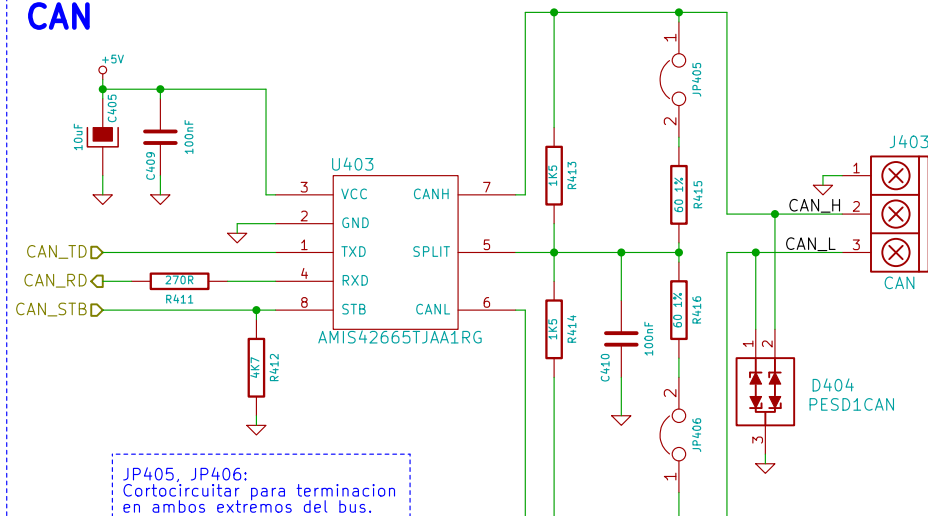 CAN
+5V
C405
10uF
C409
100nF
U403
3 VCC CANH 7
2 GND
CAN_TD 1 TXD SPLIT 5
CAN_RD 270R 4 RXD
R411
CAN_STB 8 STB CANL 6
AMIS42665TJAA1RG
4K7
R412
1K5
R413
1
JP405
2
60 1%
R415
1K5
R414
C410
100nF
60 1%
R416
2
JP406
1
J403
1
CAN_H 2
CAN_L 3
CAN
1 2
D404
PESD1CAN
3
JP405, JP406:
Cortocircuitar para terminacion
en ambos extremos del bus.